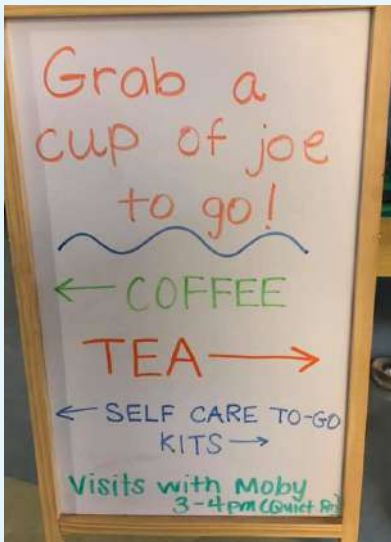 Grab a
cup of joe
to go!
← COFFEE
TEA →
← SELF CARE TO-GO
KITS →
Visits with Moby
3-4pm (Quiet Rm)